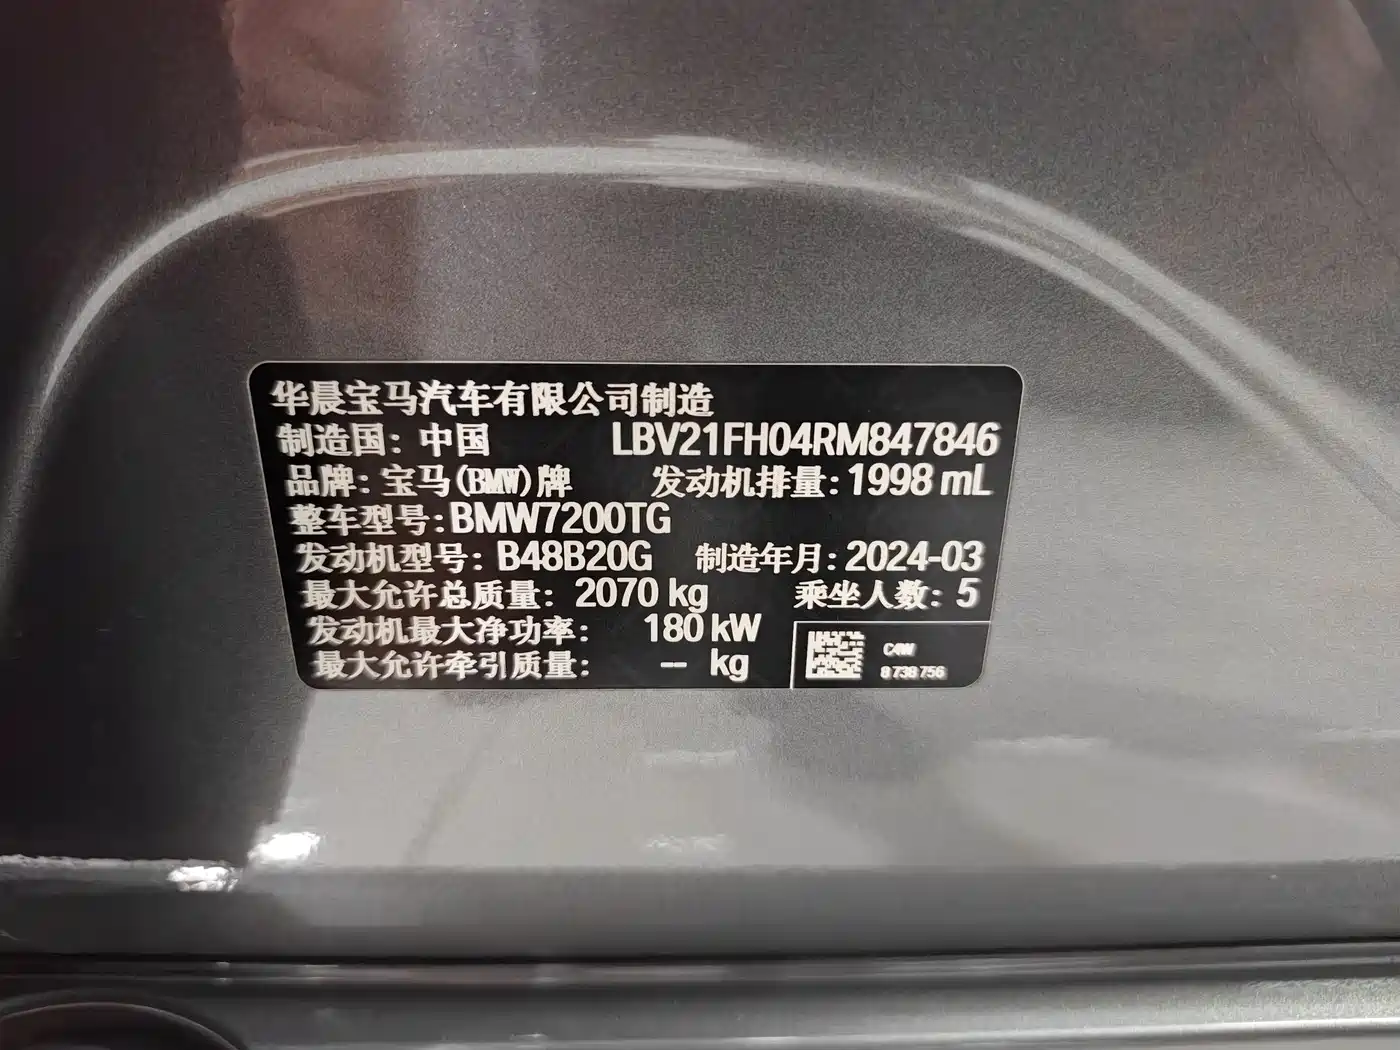 华晨宝马汽车有限公司制造
制造国：中国 LBV21FH04RM847846
品牌：宝马(BMW)牌 发动机排量：1998 mL
整车型号：BMW7200TG
发动机型号：B48B20G 制造年月：2024-03
最大允许总质量：2070 kg 乘坐人数：5
发动机最大净功率：180 kW
最大允许牵引质量：-- kg
C4W
8 738 756